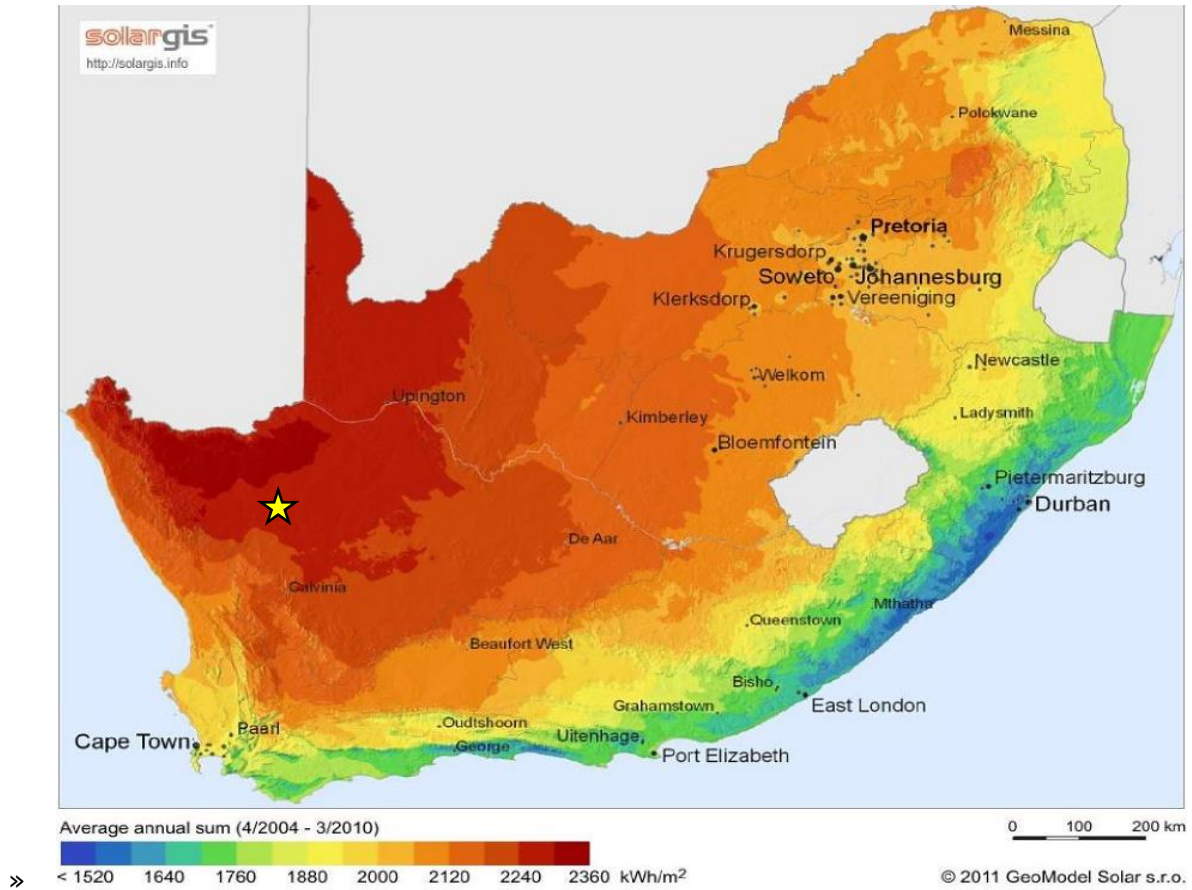 solargis
http://solargis.info
Messina
Polokwane
Pretoria
Krugersdorp
Soweto Johannesburg
Klerksdorp Vereeniging
Newcastle
Welkom
Upington
Kimberley
Ladysmith
Bloemfontein
Pietermaritzburg
Durban
De Aar
Calvinia
Mthatha
Queenstown
Beaufort West
Bisho
Grahamstown East London
Oudtshoorn
Paarl
Uitenhage
Cape Town
George
Port Elizabeth
Average annual sum (4/2004 - 3/2010)
0 100 200 km
< 1520 1640 1760 1880 2000 2120 2240 2360 kWh/m²
© 2011 GeoModel Solar s.r.o.
»